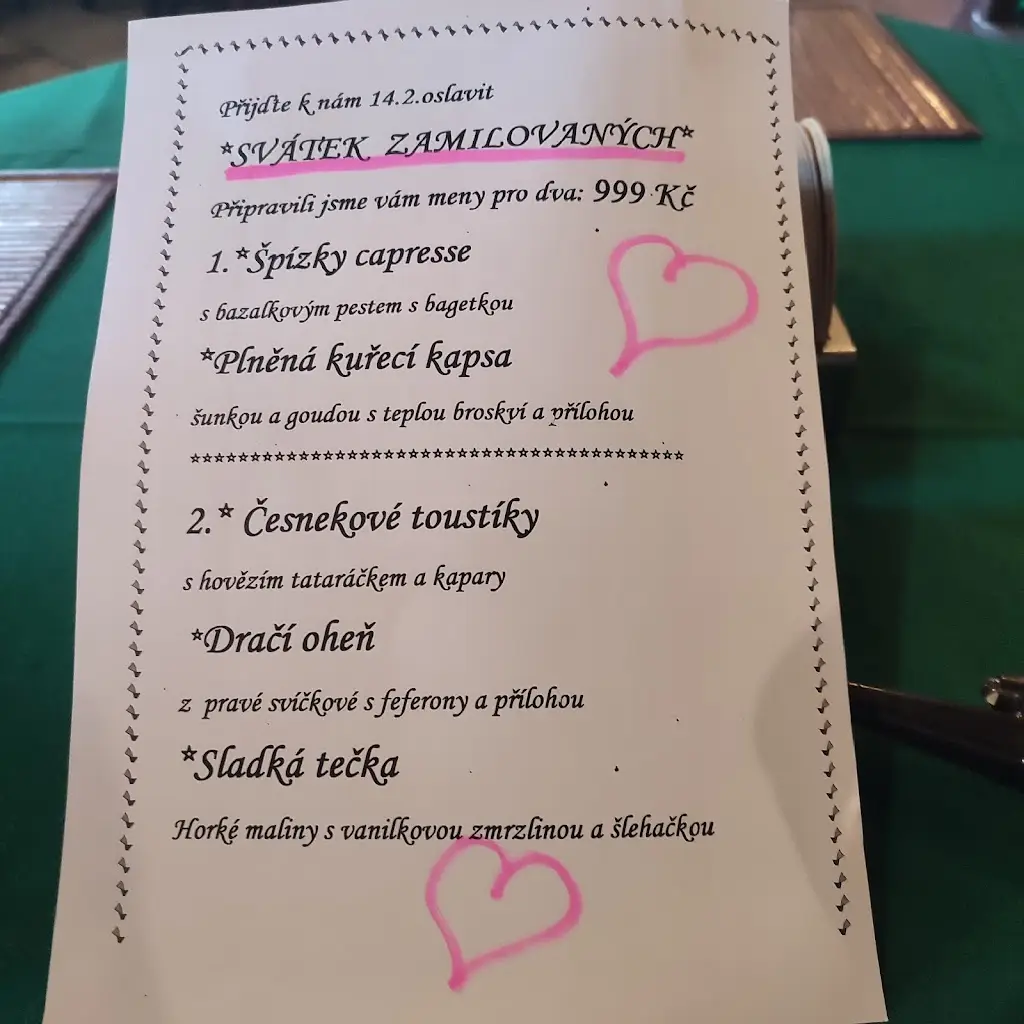 Přijďte k nám 14.2.oslavit
*SVÁTEK ZAMILOVANÝCH*
Připravili jsme vám meny pro dva: 999 Kč
1.*Špízky capresse
s bazalkovým pestem s bagetkou
*Plněná kuřecí kapsa
šunkou a goudou s teplou broskví a přílohou
*****************************************
2.* Česnekové toustíky
s hovězím tataráčkem a kapary
*Dračí oheň
z pravé svíčkové s feferony a přílohou
*Sladká tečka
Horké maliny s vanilkovou zmrzlinou a šlehačkou